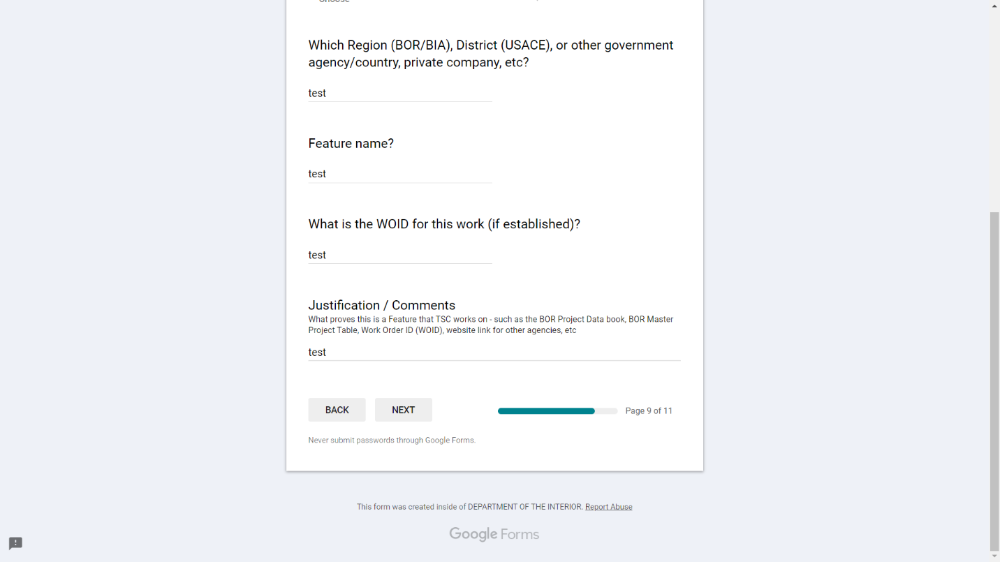 Choose
Which Region (BOR/BIA), District (USACE), or other government
agency/country, private company, etc?
test
Feature name?
test
What is the WOID for this work (if established)?
test
Justification / Comments
What proves this is a Feature that TSC works on - such as the BOR Project Data book, BOR Master
Project Table, Work Order ID (WOID), website link for other agencies, etc
test
BACK NEXT Page 9 of 11
Never submit passwords through Google Forms.
This form was created inside of DEPARTMENT OF THE INTERIOR. Report Abuse
Google Forms